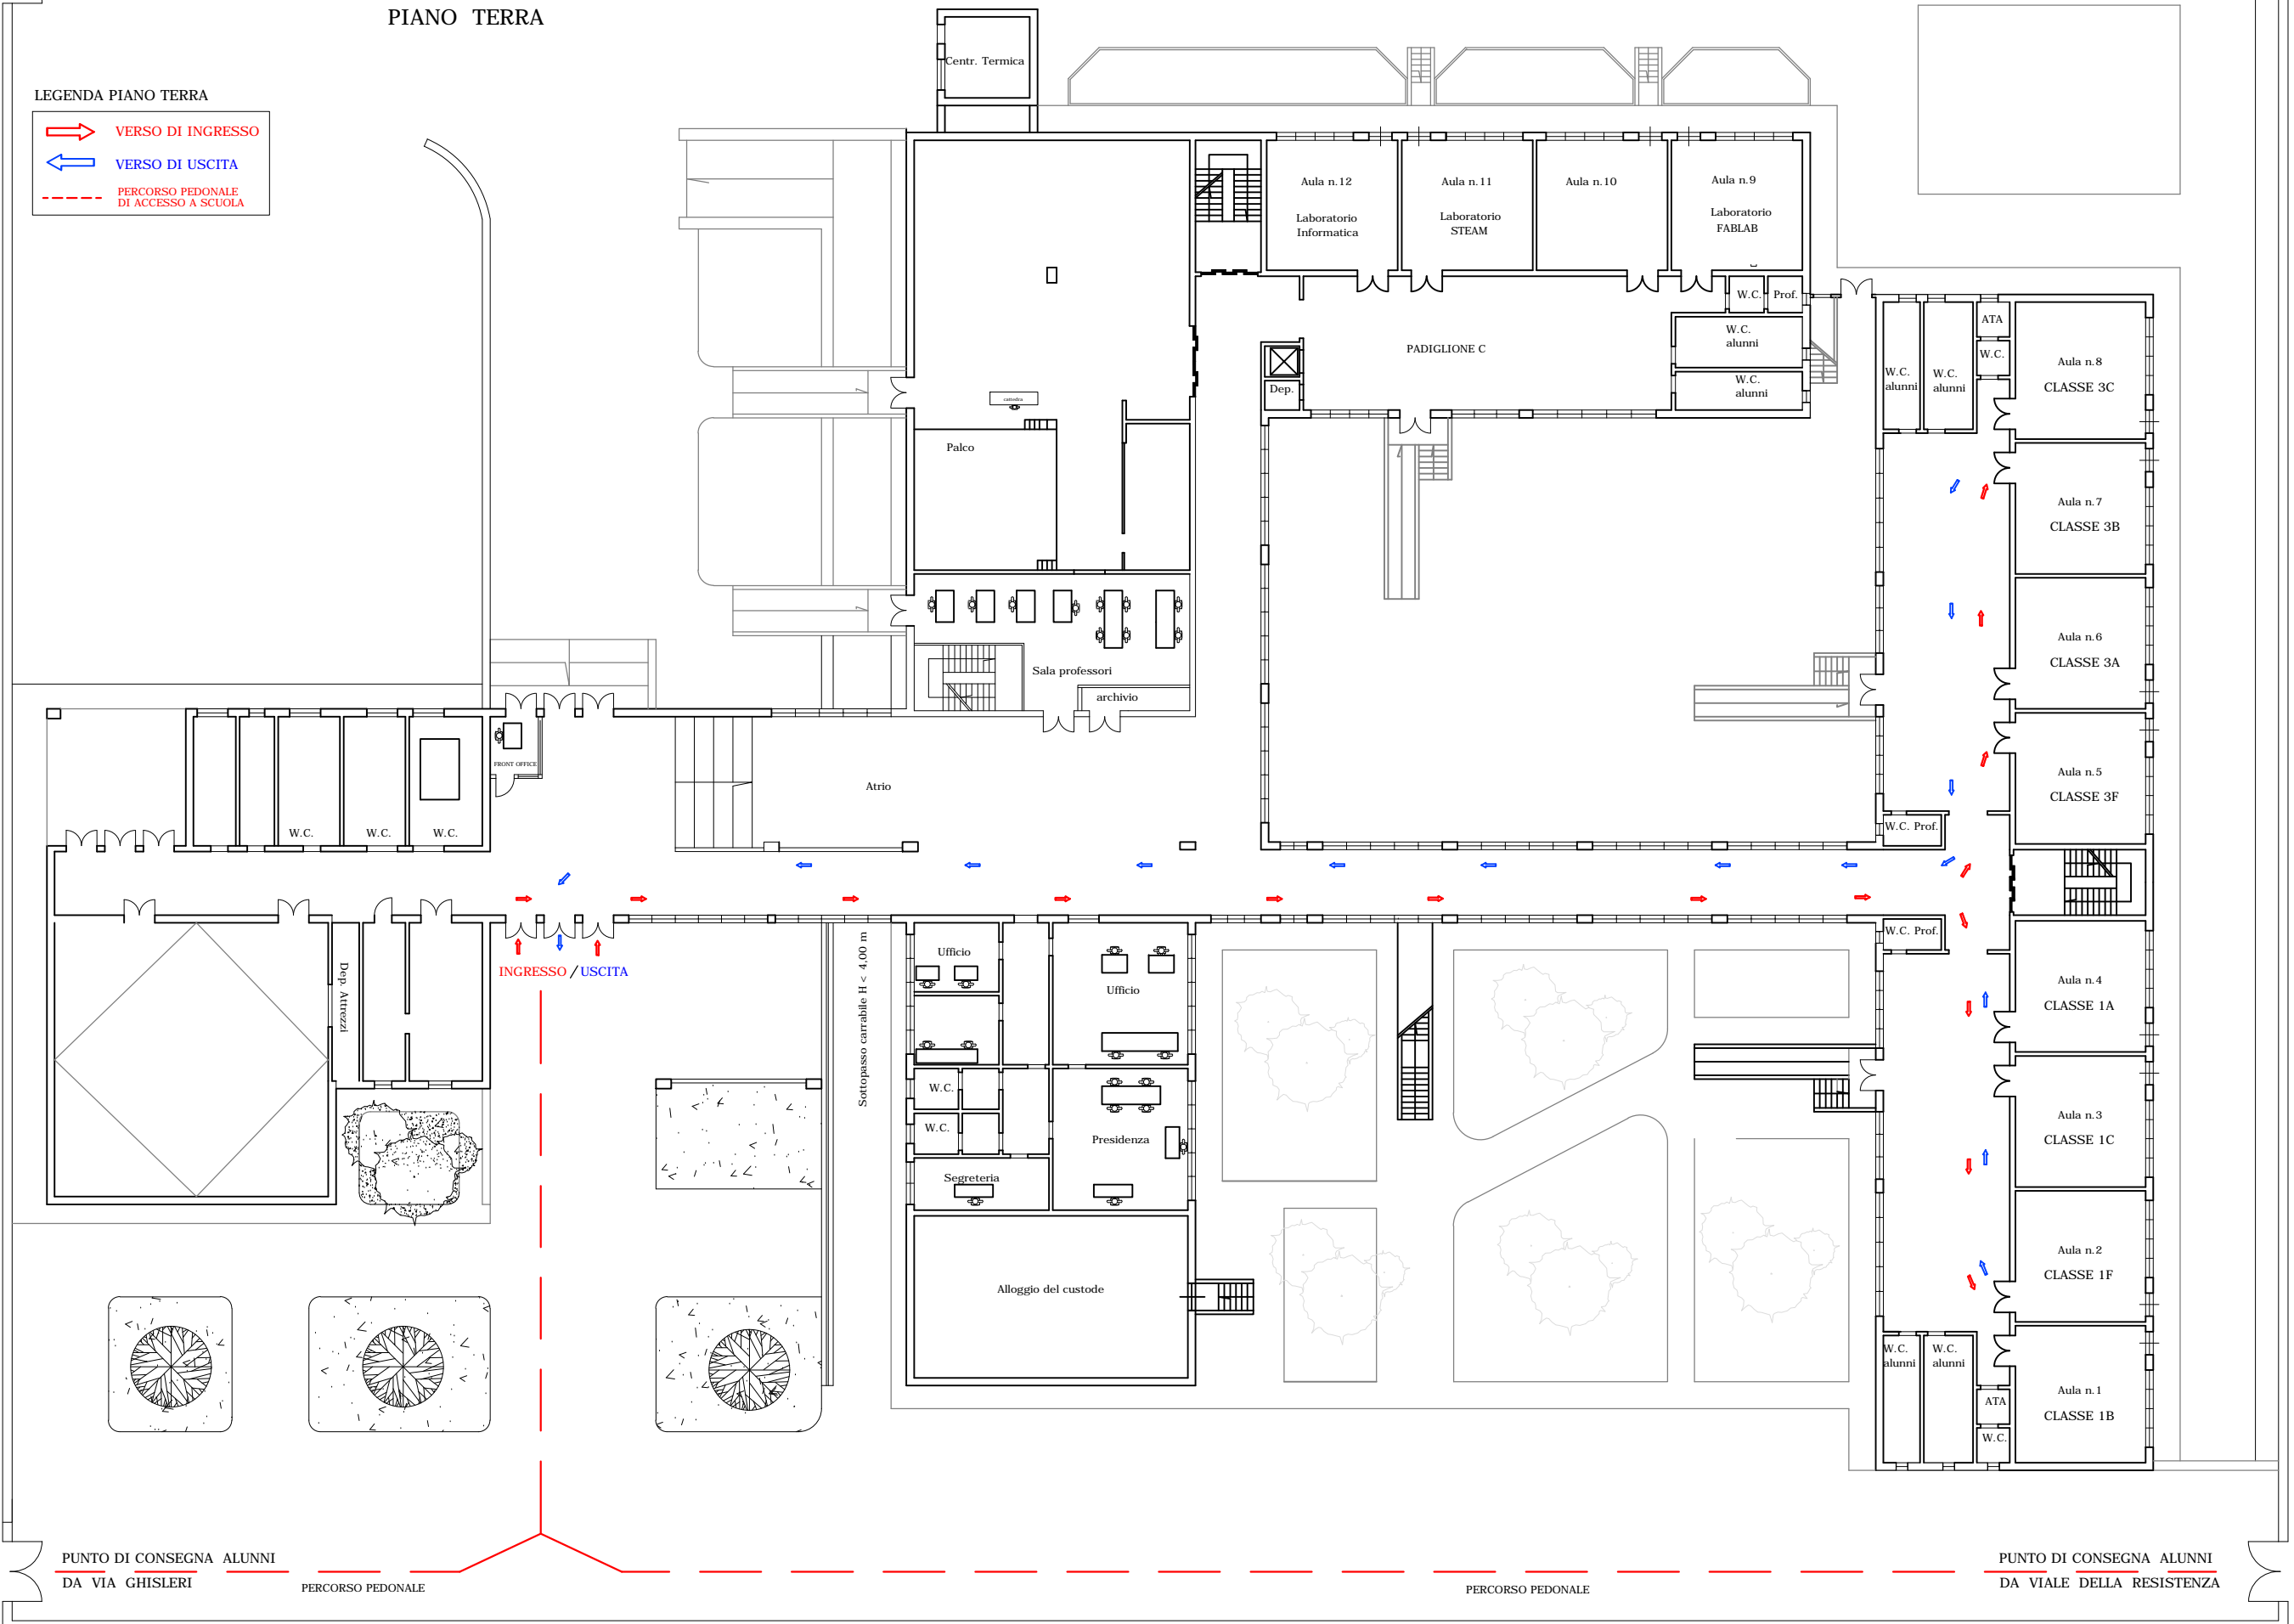 PIANO TERRA
LEGENDA PIANO TERRA
VERSO DI INGRESSO
VERSO DI USCITA
PERCORSO PEDONALE
DI ACCESSO A SCUOLA
Centr. Termica
Aula n.12
Laboratorio
Informatica
Aula n.11
Laboratorio
STEAM
Aula n.10
Aula n.9
Laboratorio
FABLAB
W.C.
Prof.
W.C.
alunni
W.C.
alunni
PADIGLIONE C
Dep.
cattedra
Palco
Sala professori
archivio
W.C.
alunni
W.C.
alunni
ATA
W.C.
Aula n.8
CLASSE 3C
Aula n.7
CLASSE 3B
Aula n.6
CLASSE 3A
Aula n.5
CLASSE 3F
W.C. Prof.
FRONT OFFICE
W.C.
W.C.
W.C.
Atrio
W.C. Prof.
Dep. Attrezzi
INGRESSO / USCITA
Sottopasso carrabile H < 4,00 m
Ufficio
Ufficio
W.C.
W.C.
Presidenza
Segreteria
Alloggio del custode
Aula n.4
CLASSE 1A
Aula n.3
CLASSE 1C
Aula n.2
CLASSE 1F
Aula n.1
CLASSE 1B
W.C.
alunni
W.C.
alunni
ATA
W.C.
PUNTO DI CONSEGNA ALUNNI
DA VIA GHISLERI
PERCORSO PEDONALE
PERCORSO PEDONALE
PUNTO DI CONSEGNA ALUNNI
DA VIALE DELLA RESISTENZA